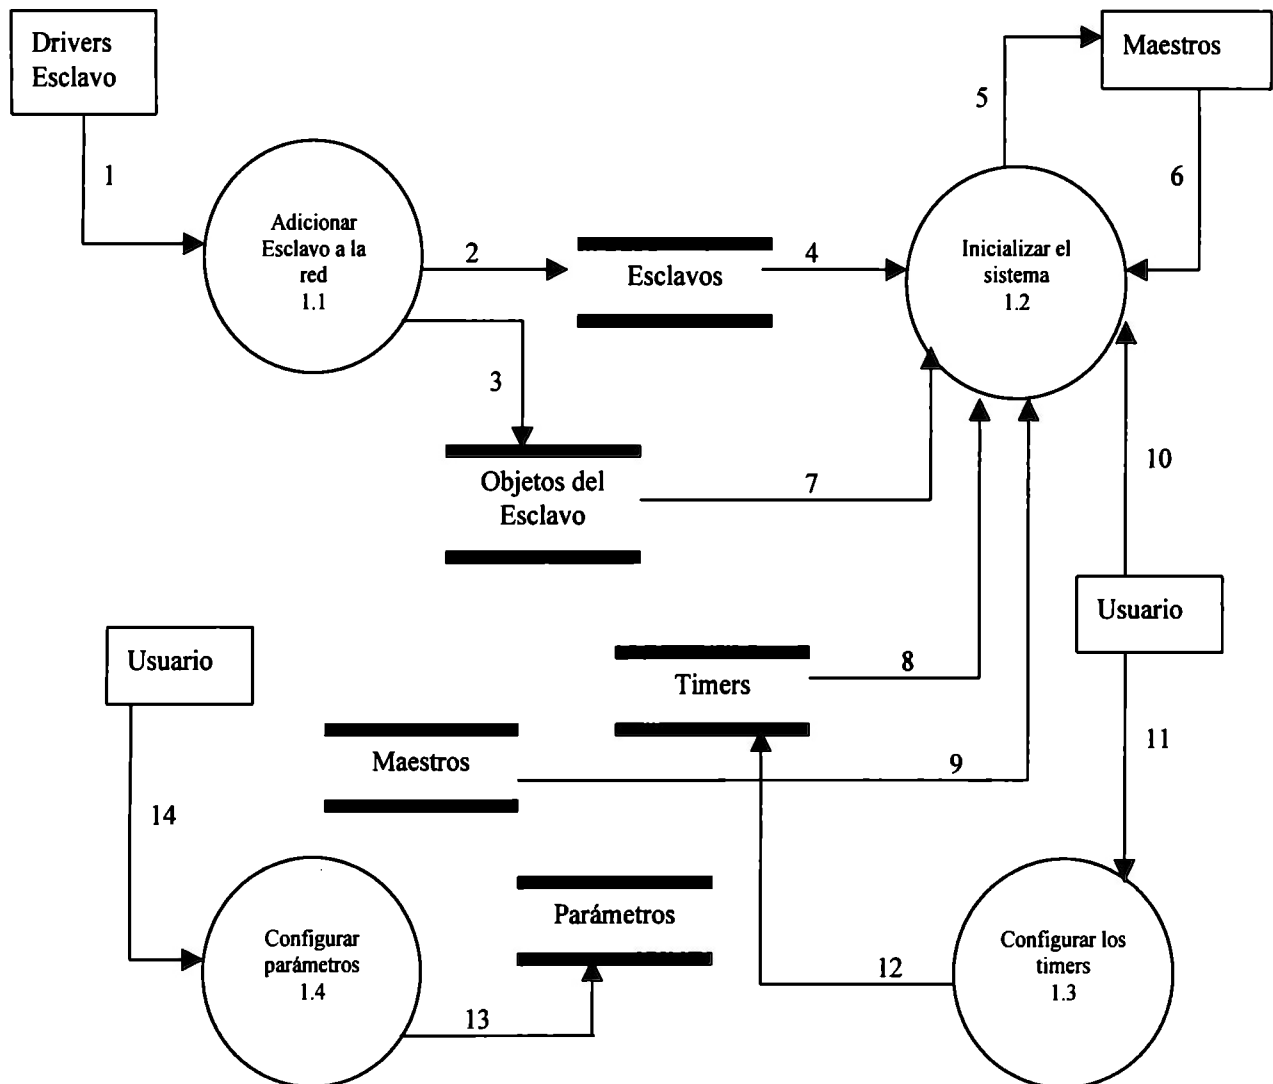 Drivers
Esclavo
Maestros
5
1
6
Adicionar
Esclavo a la
red
1.1
2
Esclavos
4
Inicializar el
sistema
1.2
3
Objetos del
Esclavo
7
10
Usuario
Usuario
Timers
8
11
Maestros
9
14
Parámetros
Configurar
parámetros
1.4
12
Configurar los
timers
1.3
13